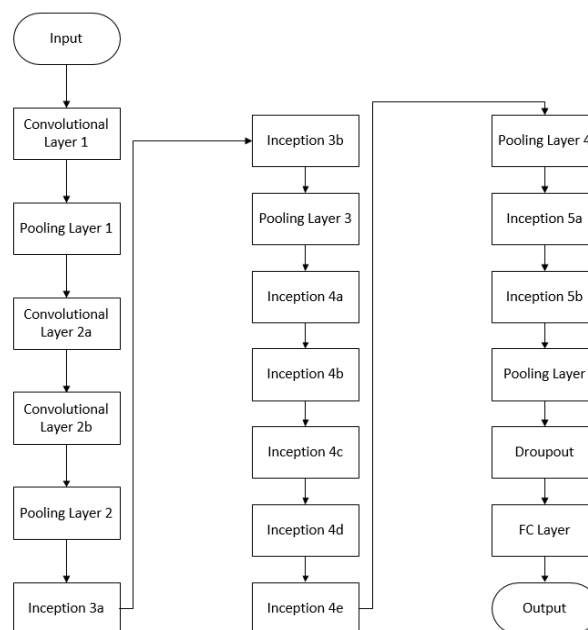 Input
Convolutional
Layer 1
Pooling Layer 1
Convolutional
Layer 2a
Convolutional
Layer 2b
Pooling Layer 2
Inception 3a
Inception 3b
Pooling Layer 3
Inception 4a
Inception 4b
Inception 4c
Inception 4d
Inception 4e
Pooling Layer 4
Inception 5a
Inception 5b
Pooling Layer
Droupout
FC Layer
Output